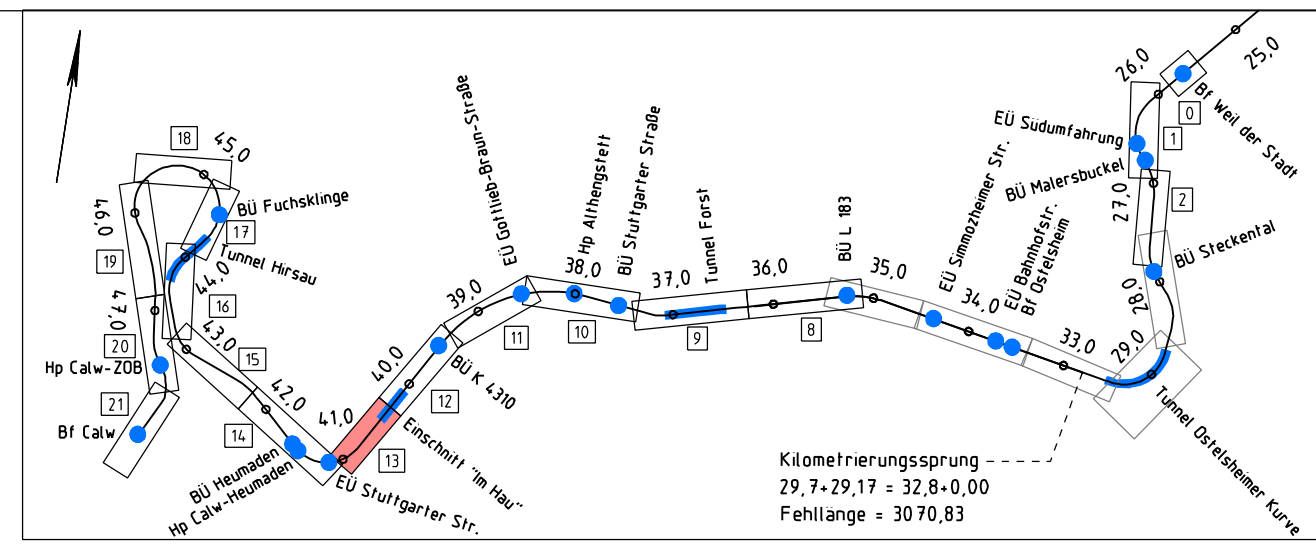 18
45,0
46,0
BÜ Fuchsklinge
17
Tunnel Hirsau
19
44,0
16
47,0
43,0
20
15
Hp Calw-ZOB
21
42,0
Bf Calw
14
41,0
BÜ Heumaden
Hp Calw-Heumaden
EÜ Stuttgarter Str.
13
Einschnitt "Im Hau"
40,0
12
BÜ K 4310
39,0
11
EÜ Gottlieb-Braun-Straße
38,0
Hp Althengstett
10
BÜ Stuttgarter Straße
37,0
Tunnel Forst
9
36,0
8
BÜ L 183
35,0
EÜ Simmozheimer Str.
34,0
EÜ Bahnhofstr.
Bf Ostelsheim
33,0
29,0
Tunnel Ostelsheimer Kurve
28,0
BÜ Steckental
27,0
2
BÜ Malersbuckel
EÜ Südumfahrung
1
26,0
0
Bf Weil der Stadt
25,0
Kilometrierungssprung
29,7+29,17 = 32,8+0,00
Fehllänge = 3070,83